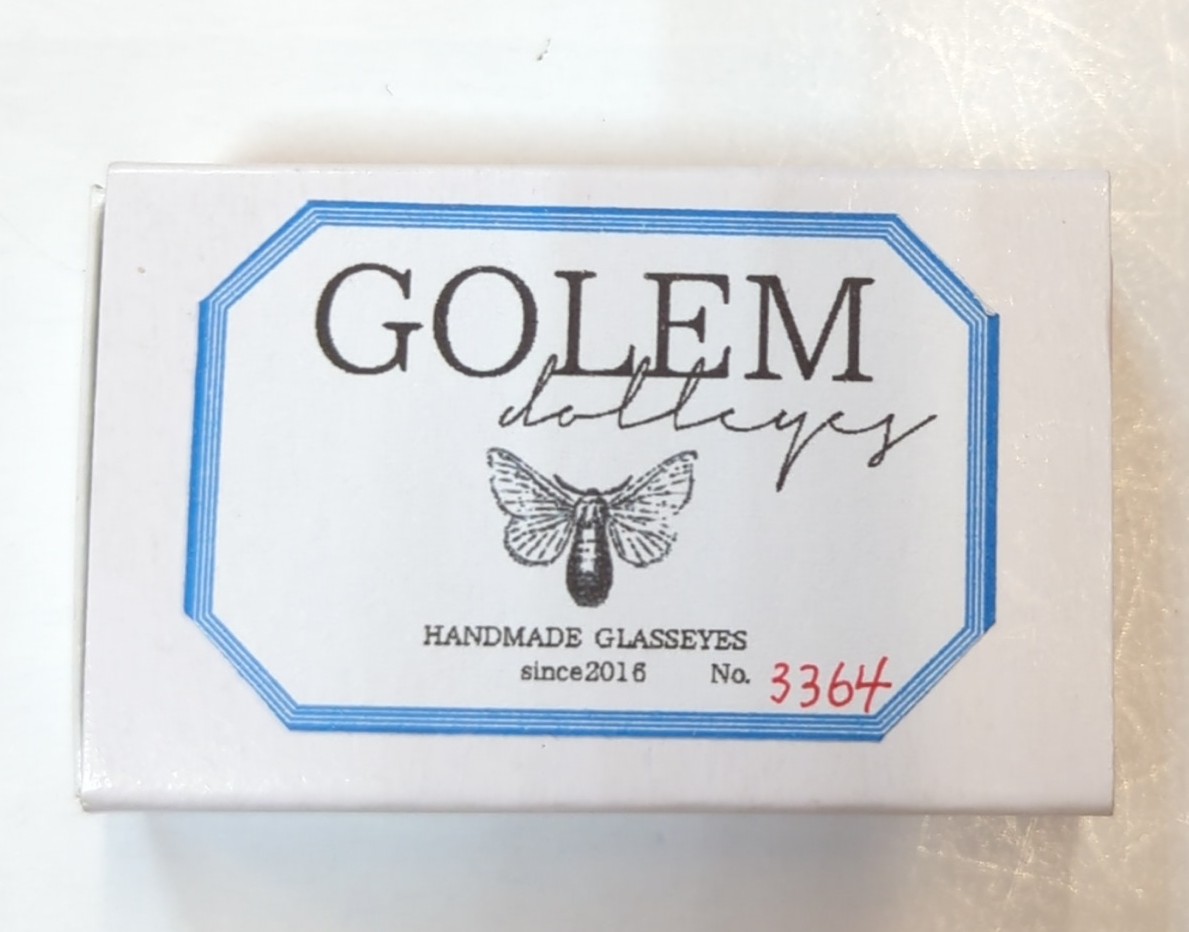 GOLEM
dolleyes
HANDMADE GLASSEYES
since2016 No. 3364